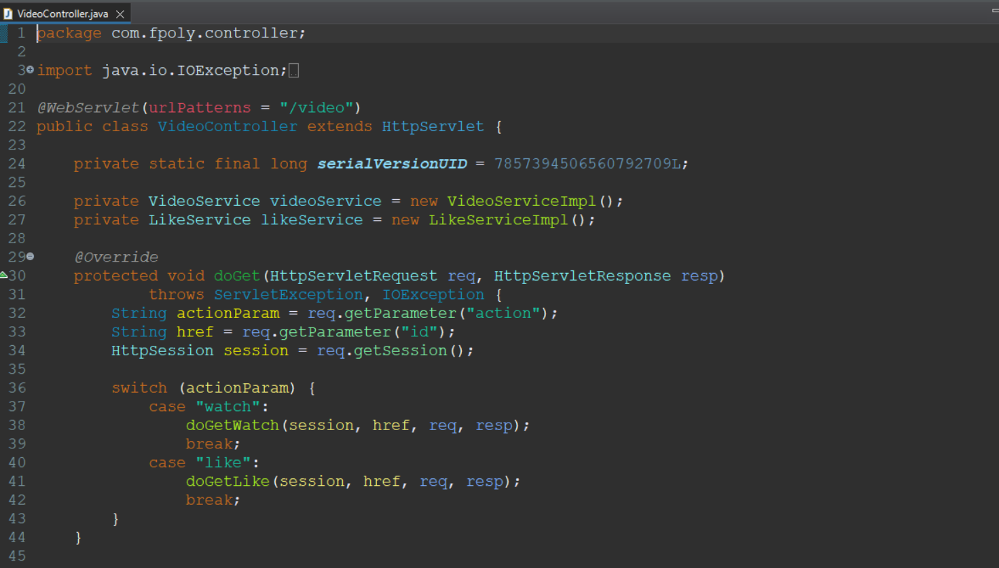 VideoController.java
1 package com.fpoly.controller;
2
3 import java.io.IOException;
20
21 @WebServlet(urlPatterns = "/video")
22 public class VideoController extends HttpServlet {
23
24 private static final long serialVersionUID = 7857394506560792709L;
25
26 private VideoService videoService = new VideoServiceImpl();
27 private LikeService likeService = new LikeServiceImpl();
28
29 @Override
30 protected void doGet(HttpServletRequest req, HttpServletResponse resp)
31 throws ServletException, IOException {
32 String actionParam = req.getParameter("action");
33 String href = req.getParameter("id");
34 HttpSession session = req.getSession();
35
36 switch (actionParam) {
37 case "watch":
38 doGetWatch(session, href, req, resp);
39 break;
40 case "like":
41 doGetLike(session, href, req, resp);
42 break;
43 }
44 }
45